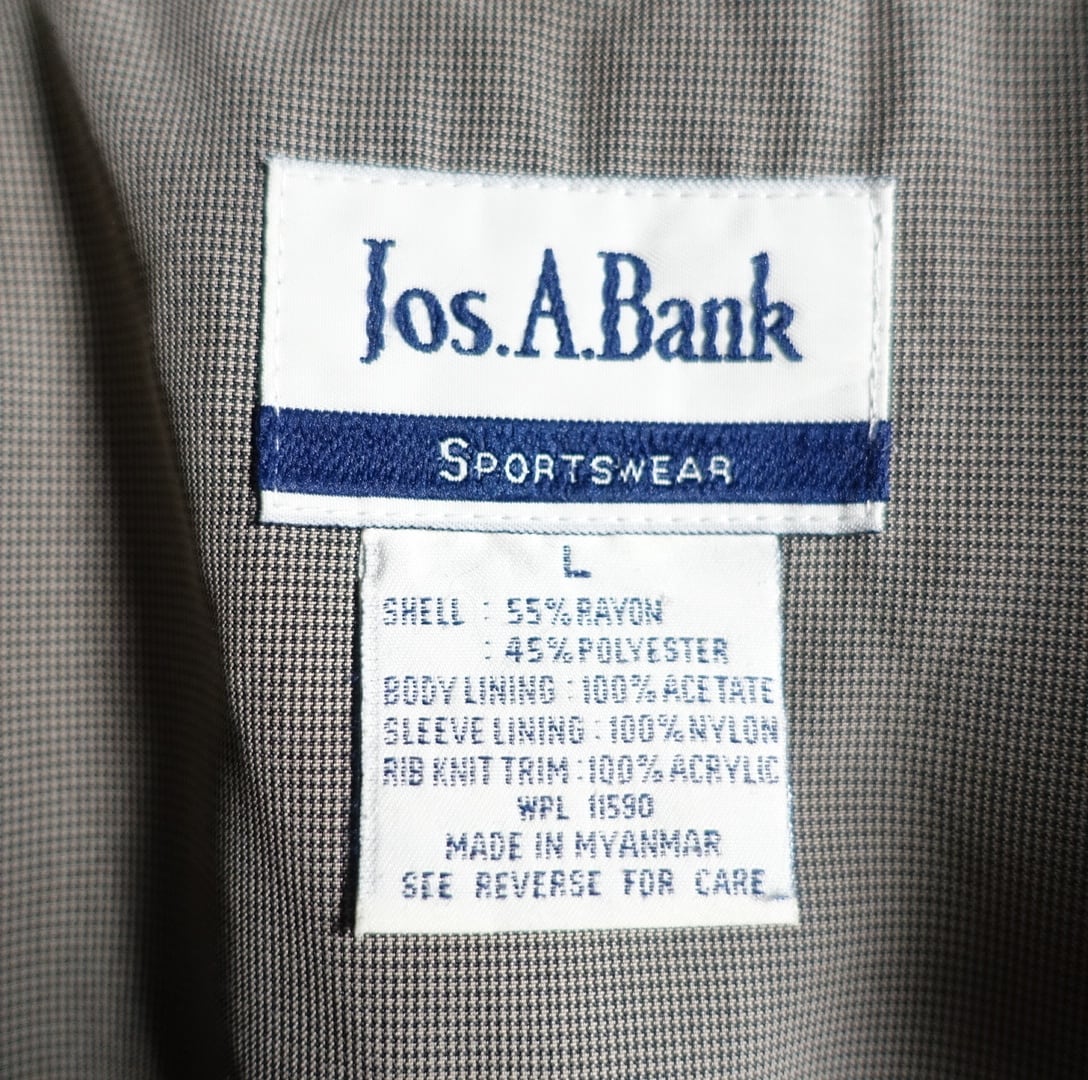 Jos.A.Bank
SPORTSWEAR
L
SHELL : 55% RAYON
: 45% POLYESTER
BODY LINING : 100% ACETATE
SLEEVE LINING : 100% NYLON
RIB KNIT TRIM : 100% ACRYLIC
WPL 11590
MADE IN MYANMAR
SEE REVERSE FOR CARE